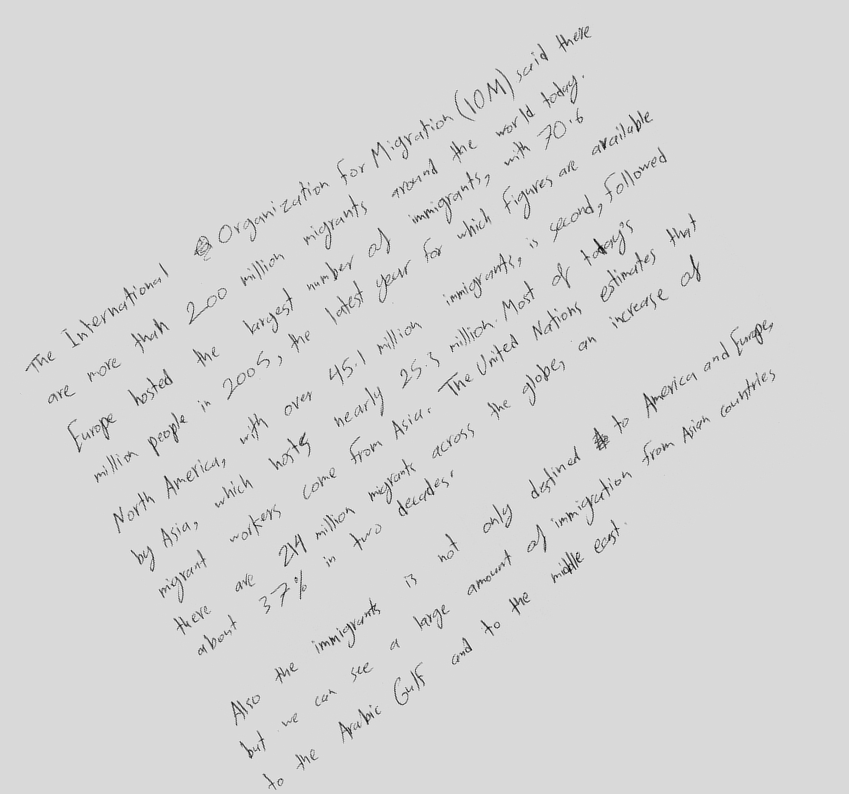 The International Organization for Migration (IOM) said there
are more than 200 million migrants around the world today.
Europe hosted the largest number of immigrants, with 70.6
million people in 2005, the latest year for which figures are available
North America, with over 45.1 million immigrants, is second, followed
by Asia, which hosts nearly 25.3 million. Most of today's
migrant workers come from Asia. The United Nations estimates that
there are 214 million migrants across the globe, an increase of
about 37% in two decades.
Also the immigrants is not only destined to America and Europe,
but we can see a large amount of immigration from Asian countries
to the Arabic Gulf and to the middle east.